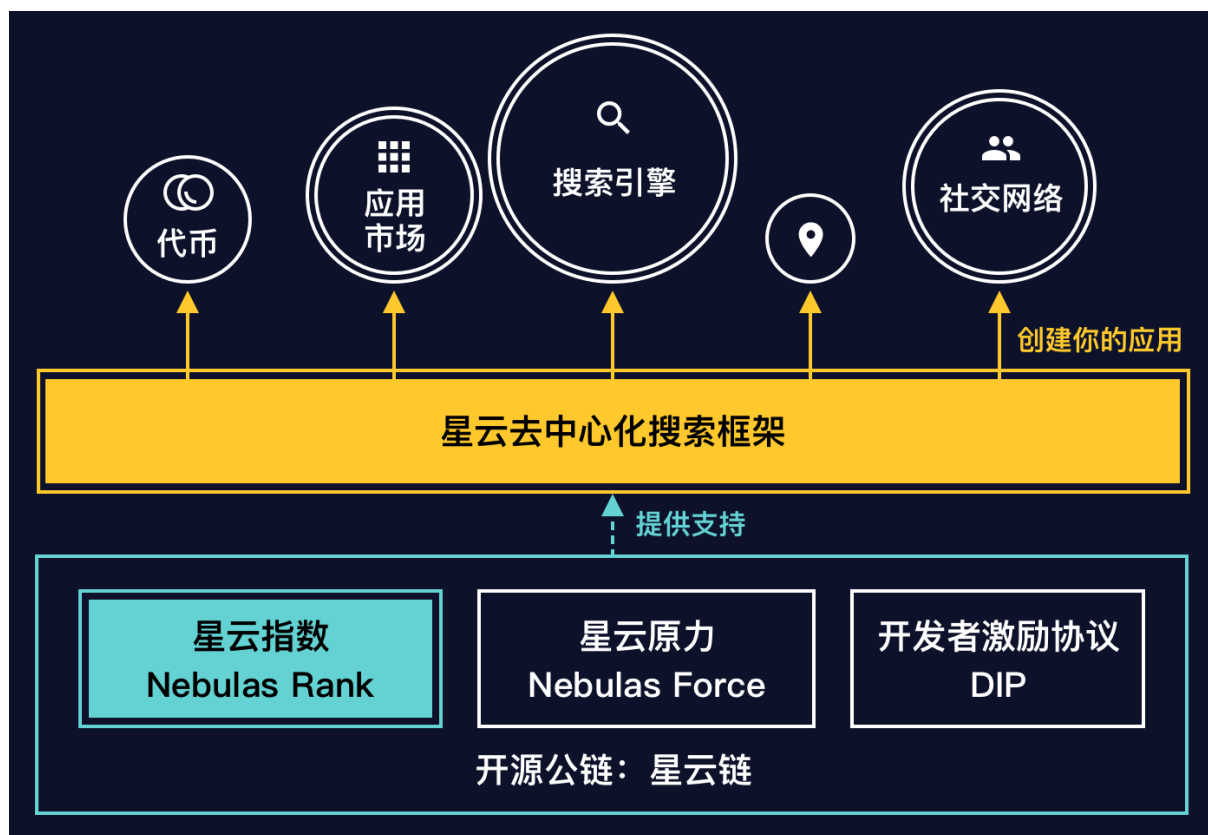 代币
应用
市场
搜索引擎
社交网络
创建你的应用
星云去中心化搜索框架
提供支持
星云指数
Nebulas Rank
星云原力
Nebulas Force
开发者激励协议
DIP
开源公链：星云链